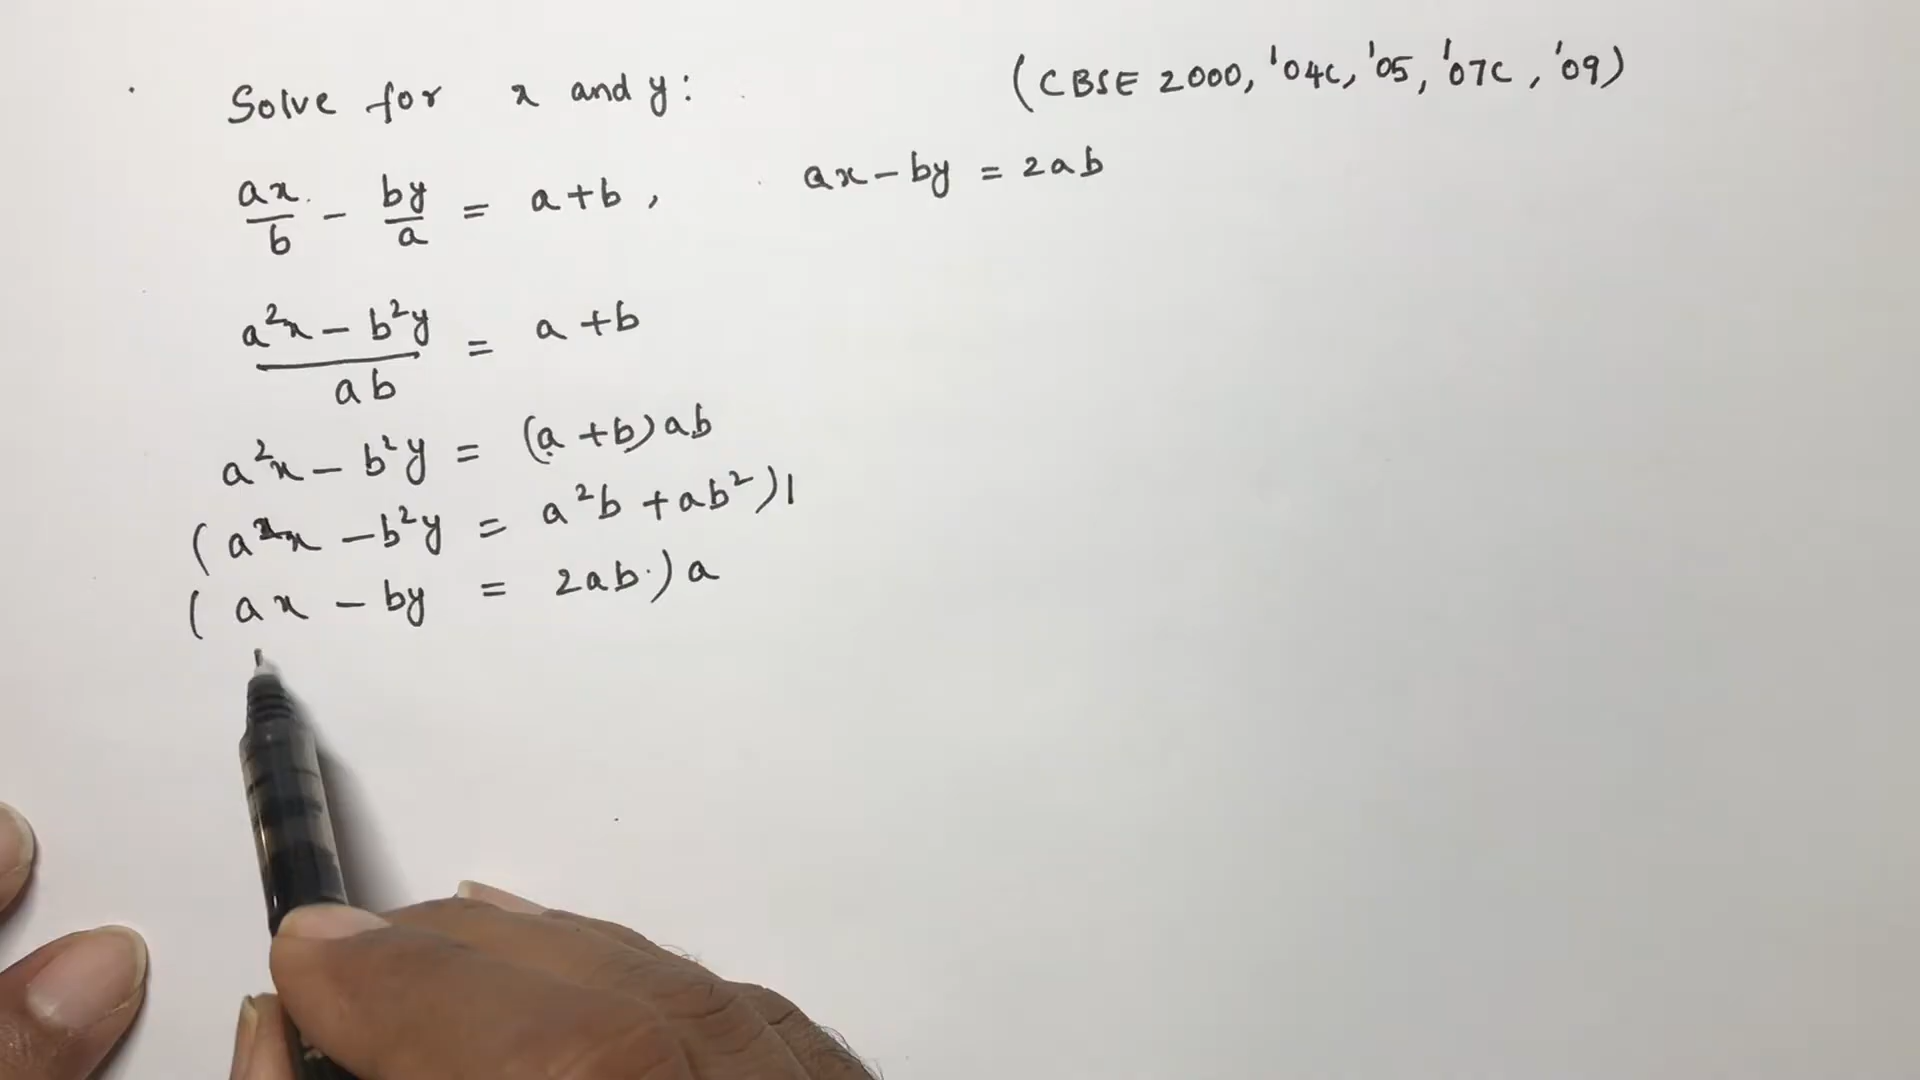 Solve for x and y: (CBSE 2000, '04C, '05, '07C, '09)
ax/b - by/a = a+b, ax - by = 2ab
(a²x - b²y)/ab = a+b
a²x - b²y = (a+b)ab
(a²x - b²y = a²b + ab²)1
(ax - by = 2ab.)a